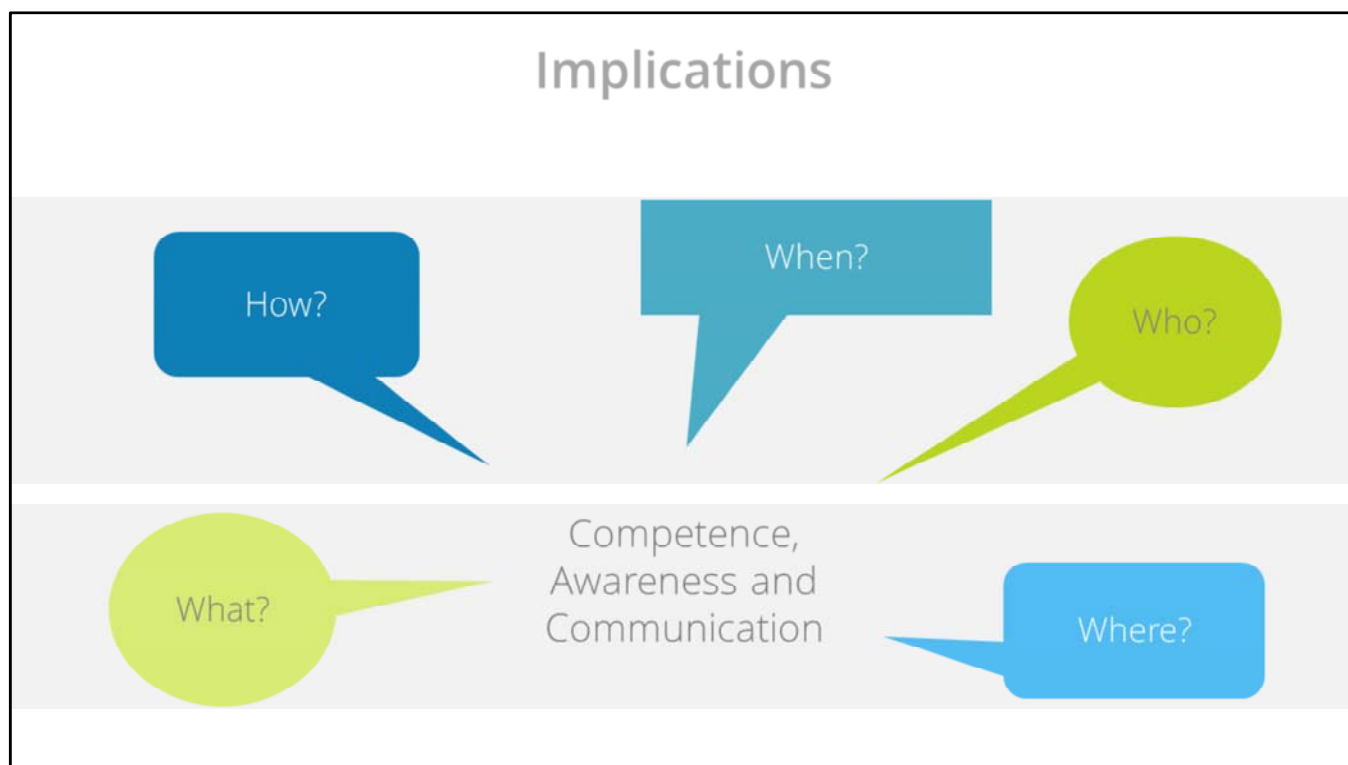 Implications
How?
When?
Who?
What?
Competence,
Awareness and
Communication
Where?